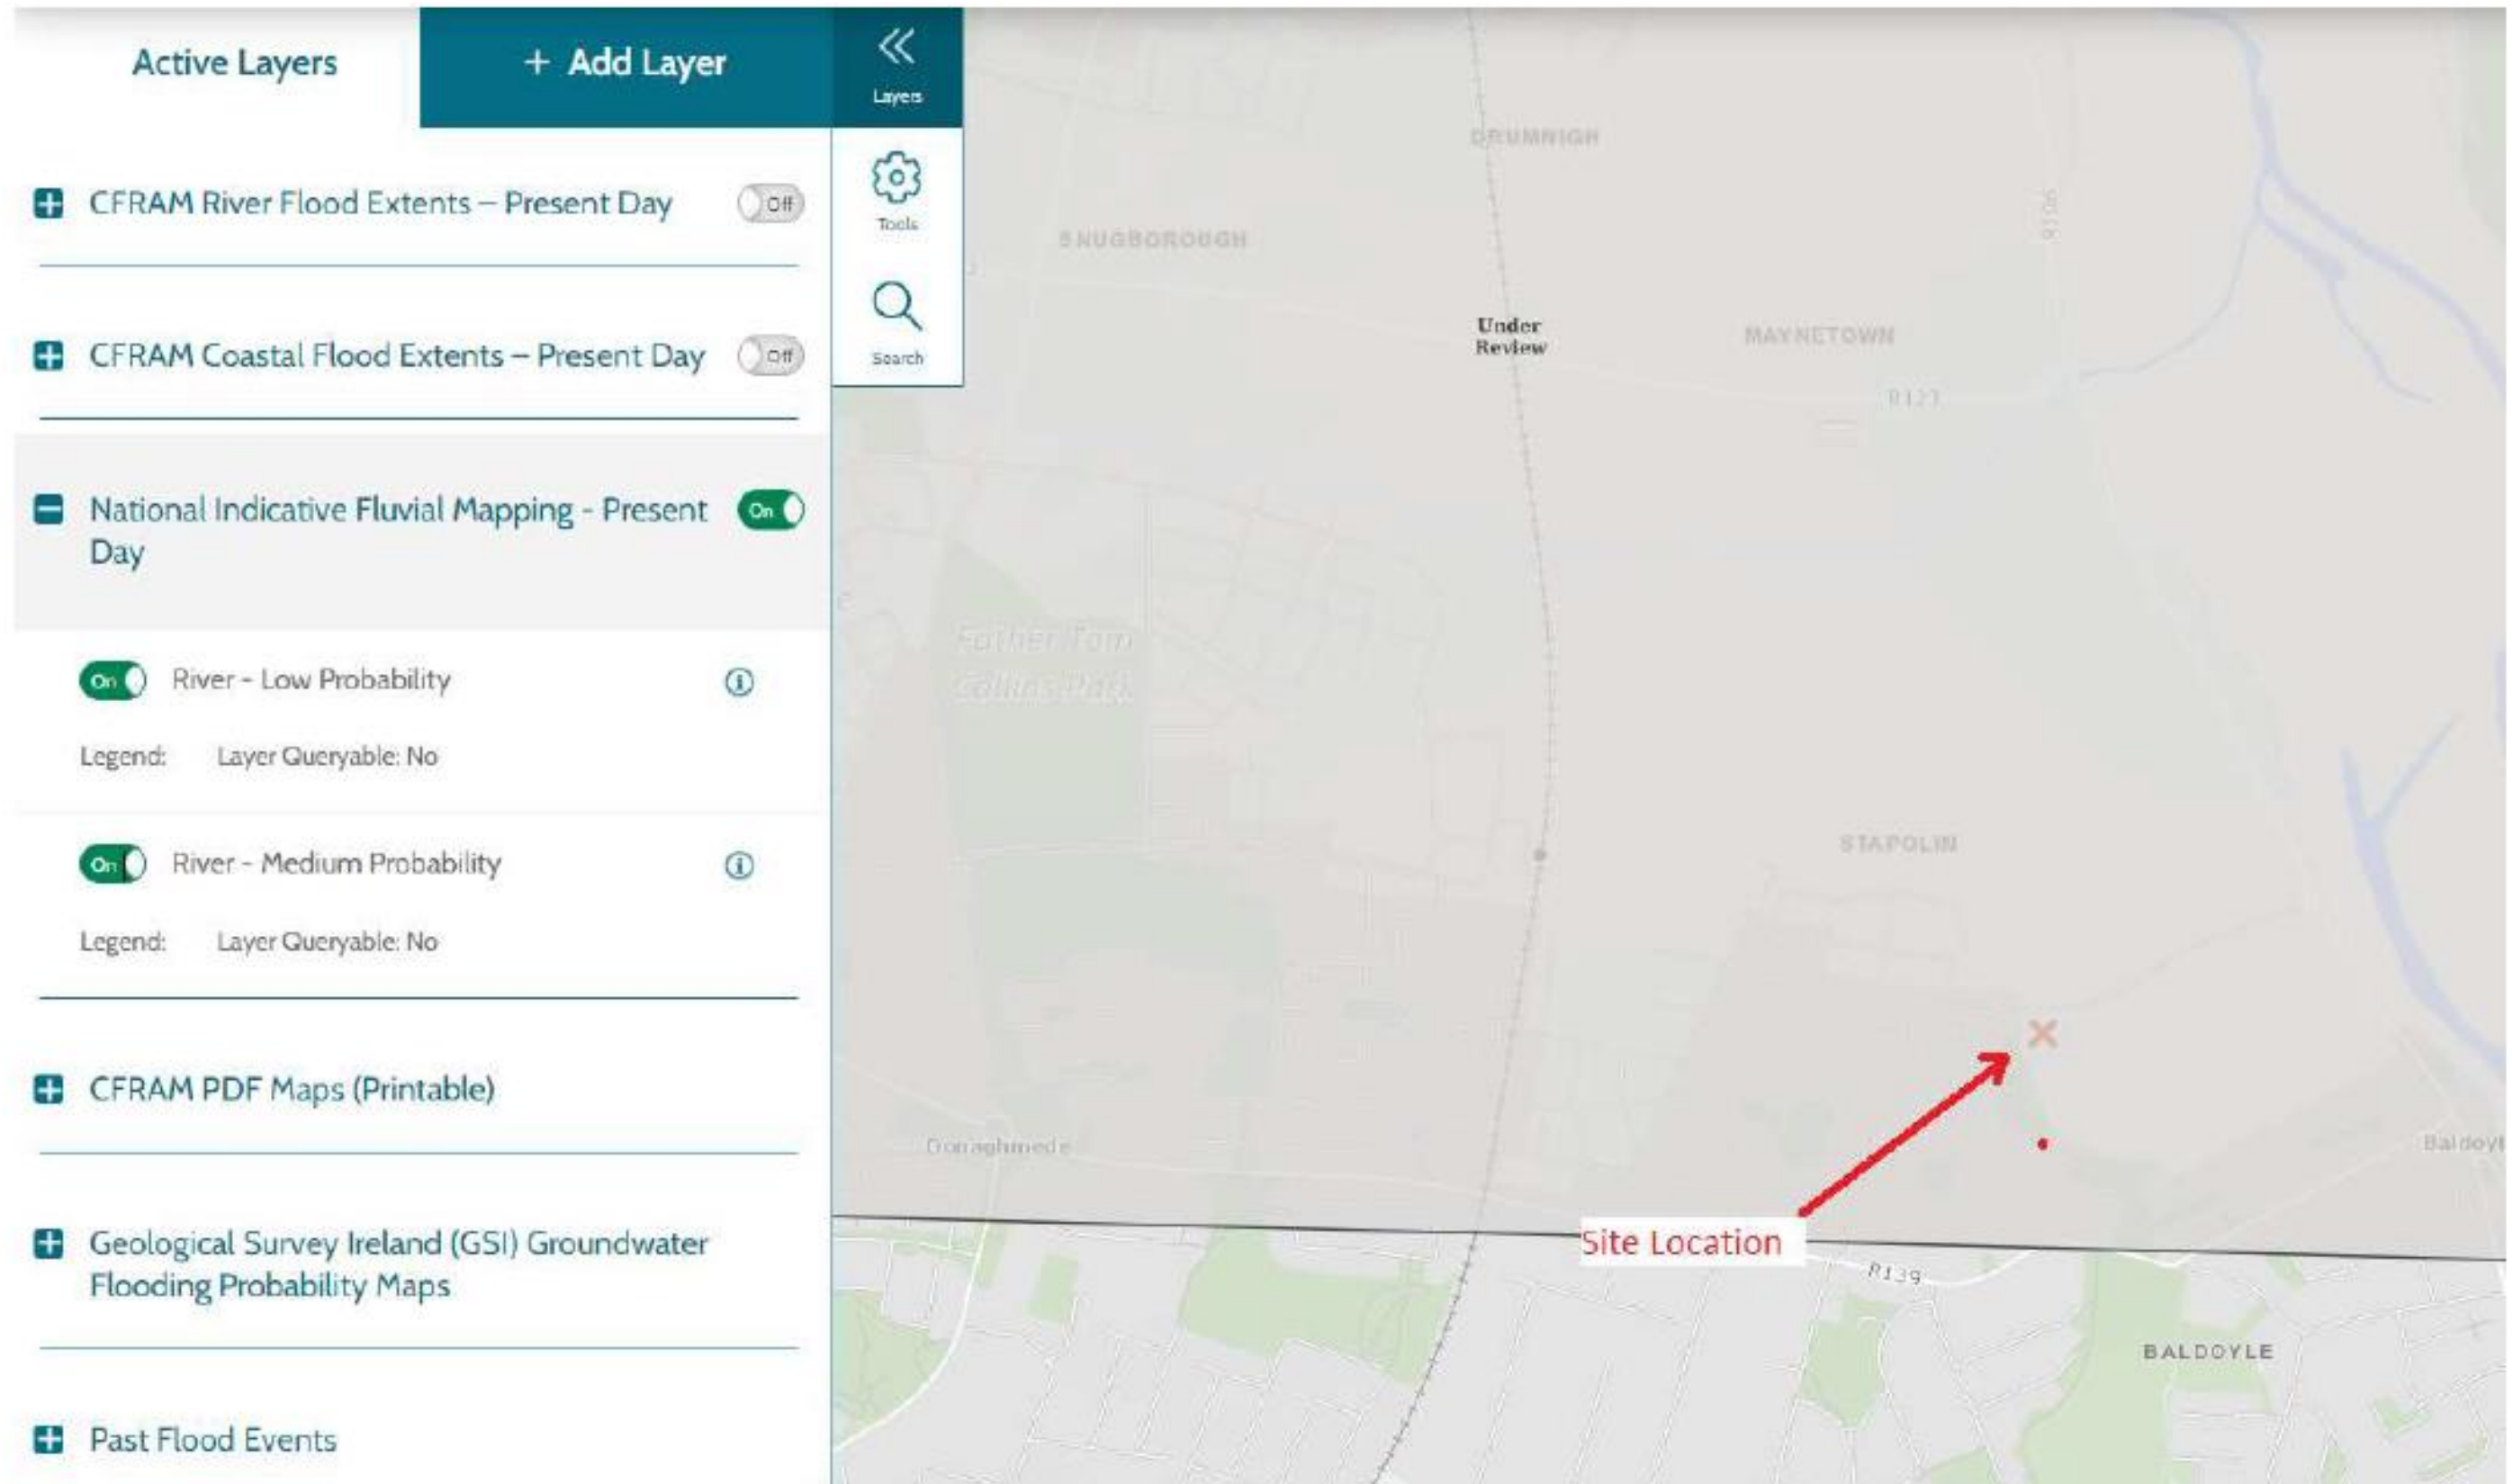 Active Layers
+ Add Layer
Layers
CFRAM River Flood Extents – Present Day
Off
Tools
CFRAM Coastal Flood Extents – Present Day
Off
Search
National Indicative Fluvial Mapping - Present
Day
On
On
River - Low Probability
Legend: Layer Queryable: No
On
River - Medium Probability
Legend: Layer Queryable: No
CFRAM PDF Maps (Printable)
Geological Survey Ireland (GSI) Groundwater
Flooding Probability Maps
Past Flood Events
DRUMNIGH
SNUGBOROUGH
R106
Under
Review
MAYNETOWN
R123
Father Tom
Collins Park
STAPOLIN
Donaghmede
Baldoyl
Site Location
R139
BALDOYLE